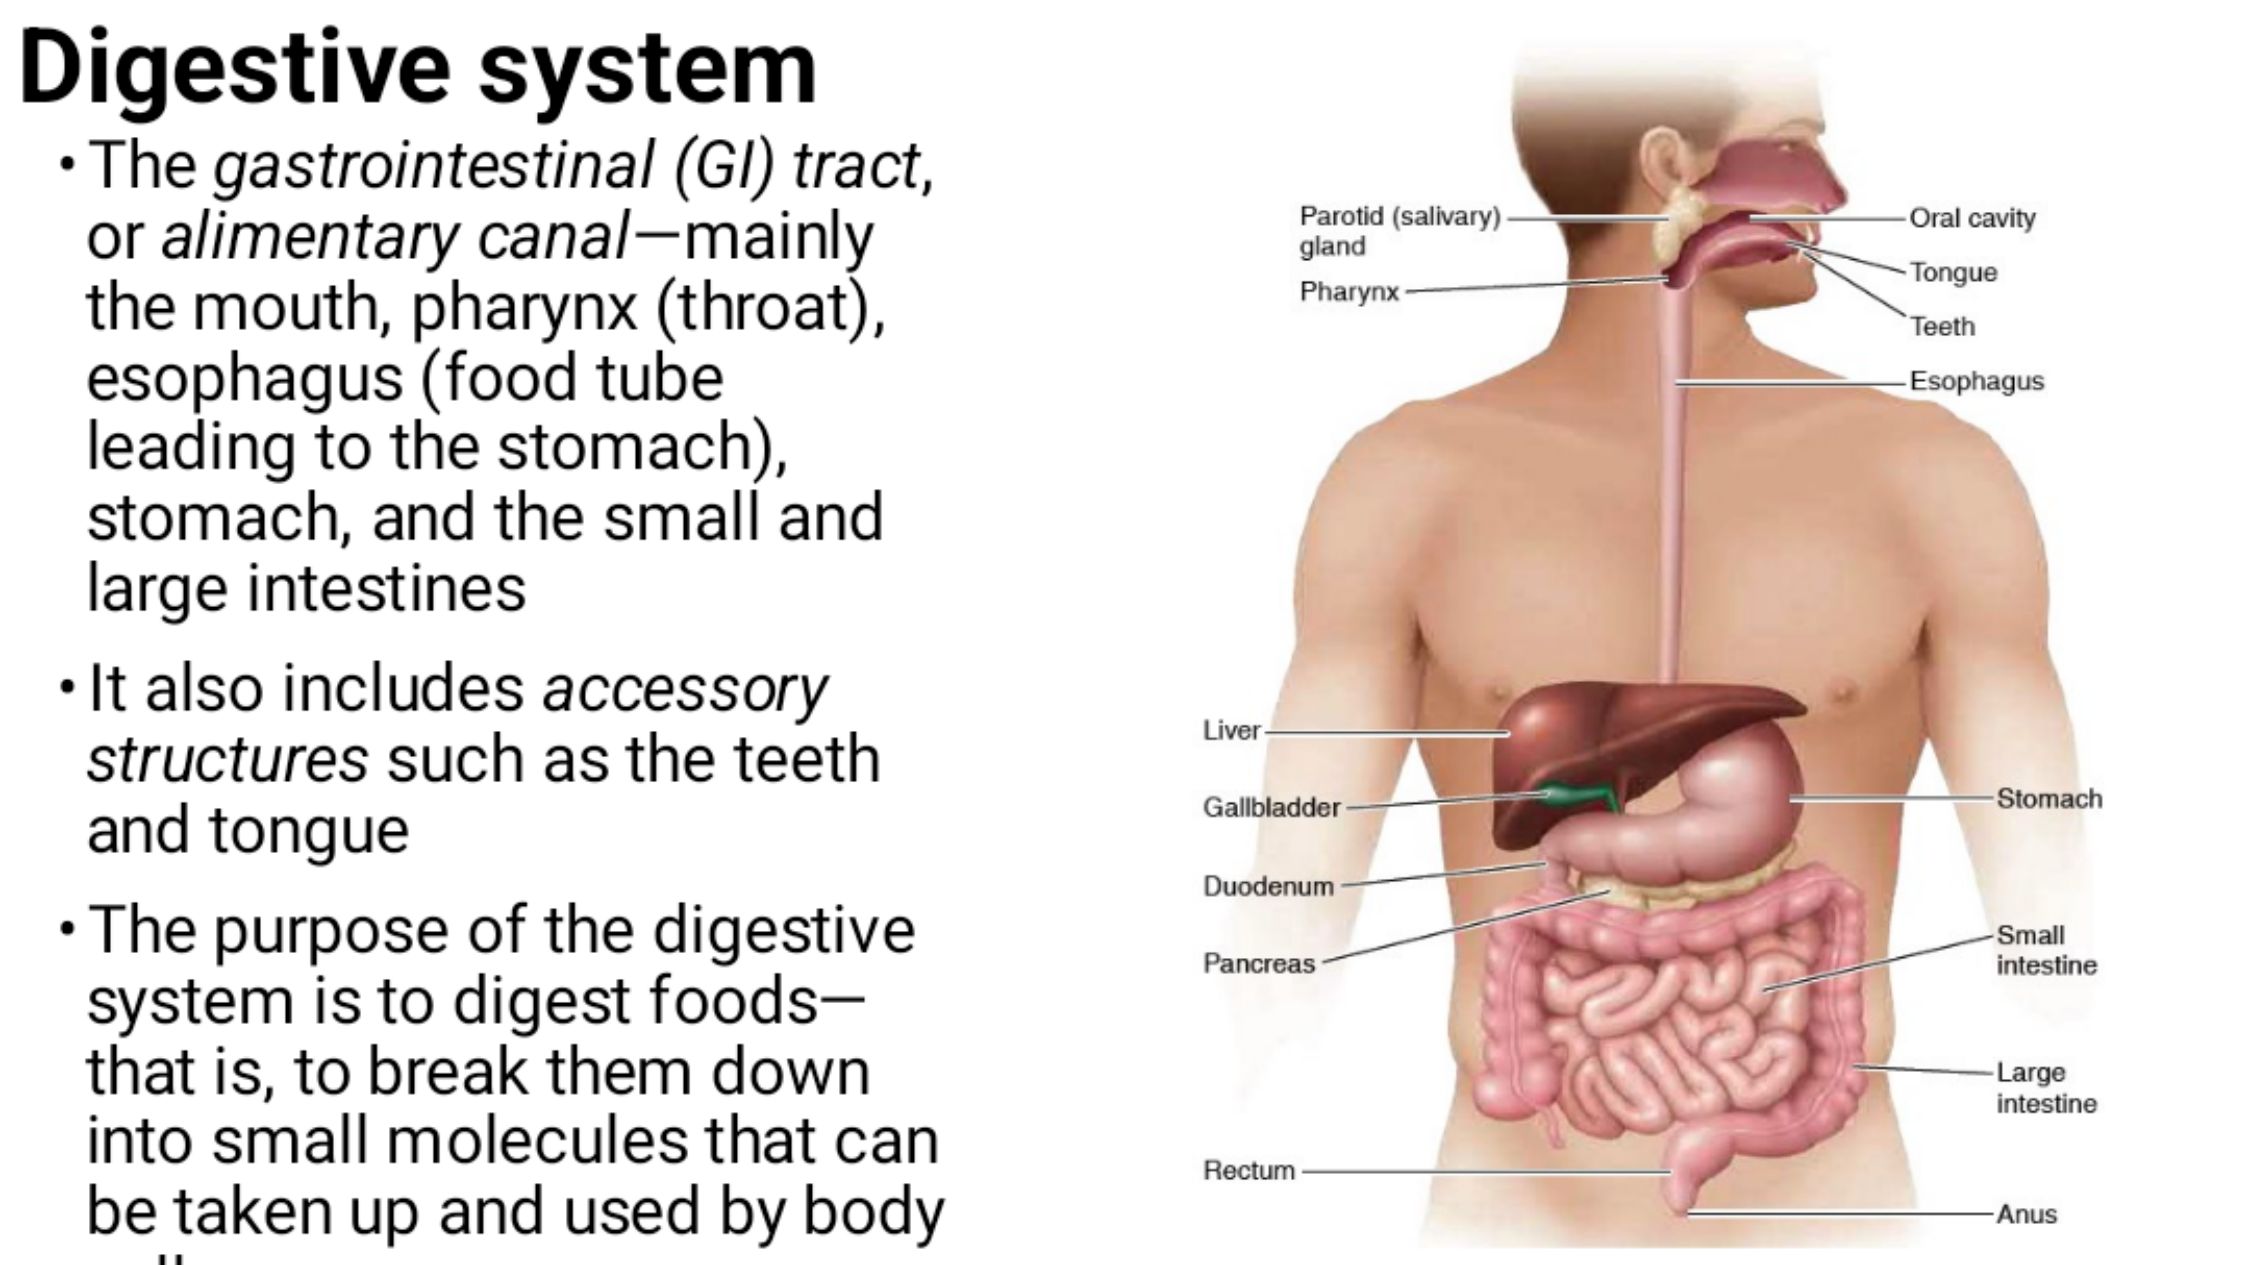 Digestive system
• The gastrointestinal (GI) tract,
or alimentary canal—mainly
the mouth, pharynx (throat),
esophagus (food tube
leading to the stomach),
stomach, and the small and
large intestines
• It also includes accessory
structures such as the teeth
and tongue
• The purpose of the digestive
system is to digest foods—
that is, to break them down
into small molecules that can
be taken up and used by body
Parotid (salivary)
gland
Pharynx
Oral cavity
Tongue
Teeth
Esophagus
Liver
Gallbladder
Duodenum
Pancreas
Rectum
Stomach
Small
intestine
Large
intestine
Anus